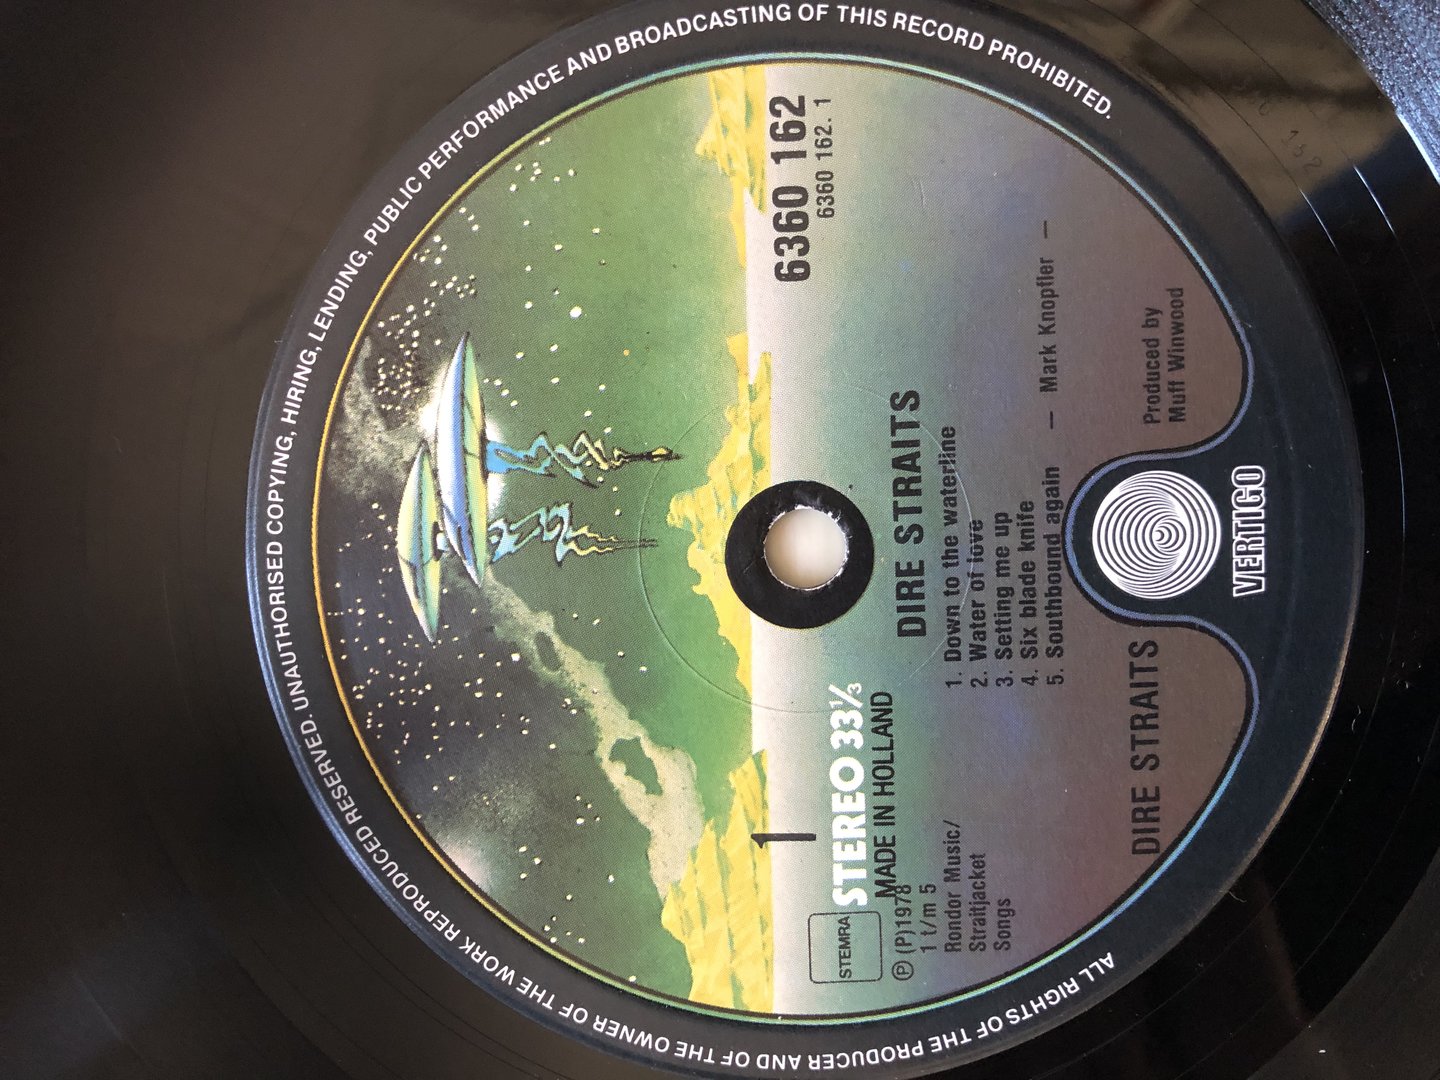 ALL RIGHTS OF THE PRODUCER AND OF THE OWNER OF THE WORK REPRODUCED RESERVED. UNAUTHORISED COPYING, HIRING, LENDING, PUBLIC PERFORMANCE AND BROADCASTING OF THIS RECORD PROHIBITED.
1
6360 162
6360 162. 1
STEREO 33⅓
MADE IN HOLLAND
STEMRA
Ⓟ (P)1978
1 t/m 5
Rondor Music/
Straitjacket
Songs
DIRE STRAITS
1. Down to the waterline
2. Water of love
3. Setting me up
4. Six blade knife
5. Southbound again — Mark Knopfler —
DIRE STRAITS
Produced by
Muff Winwood
VERTIGO